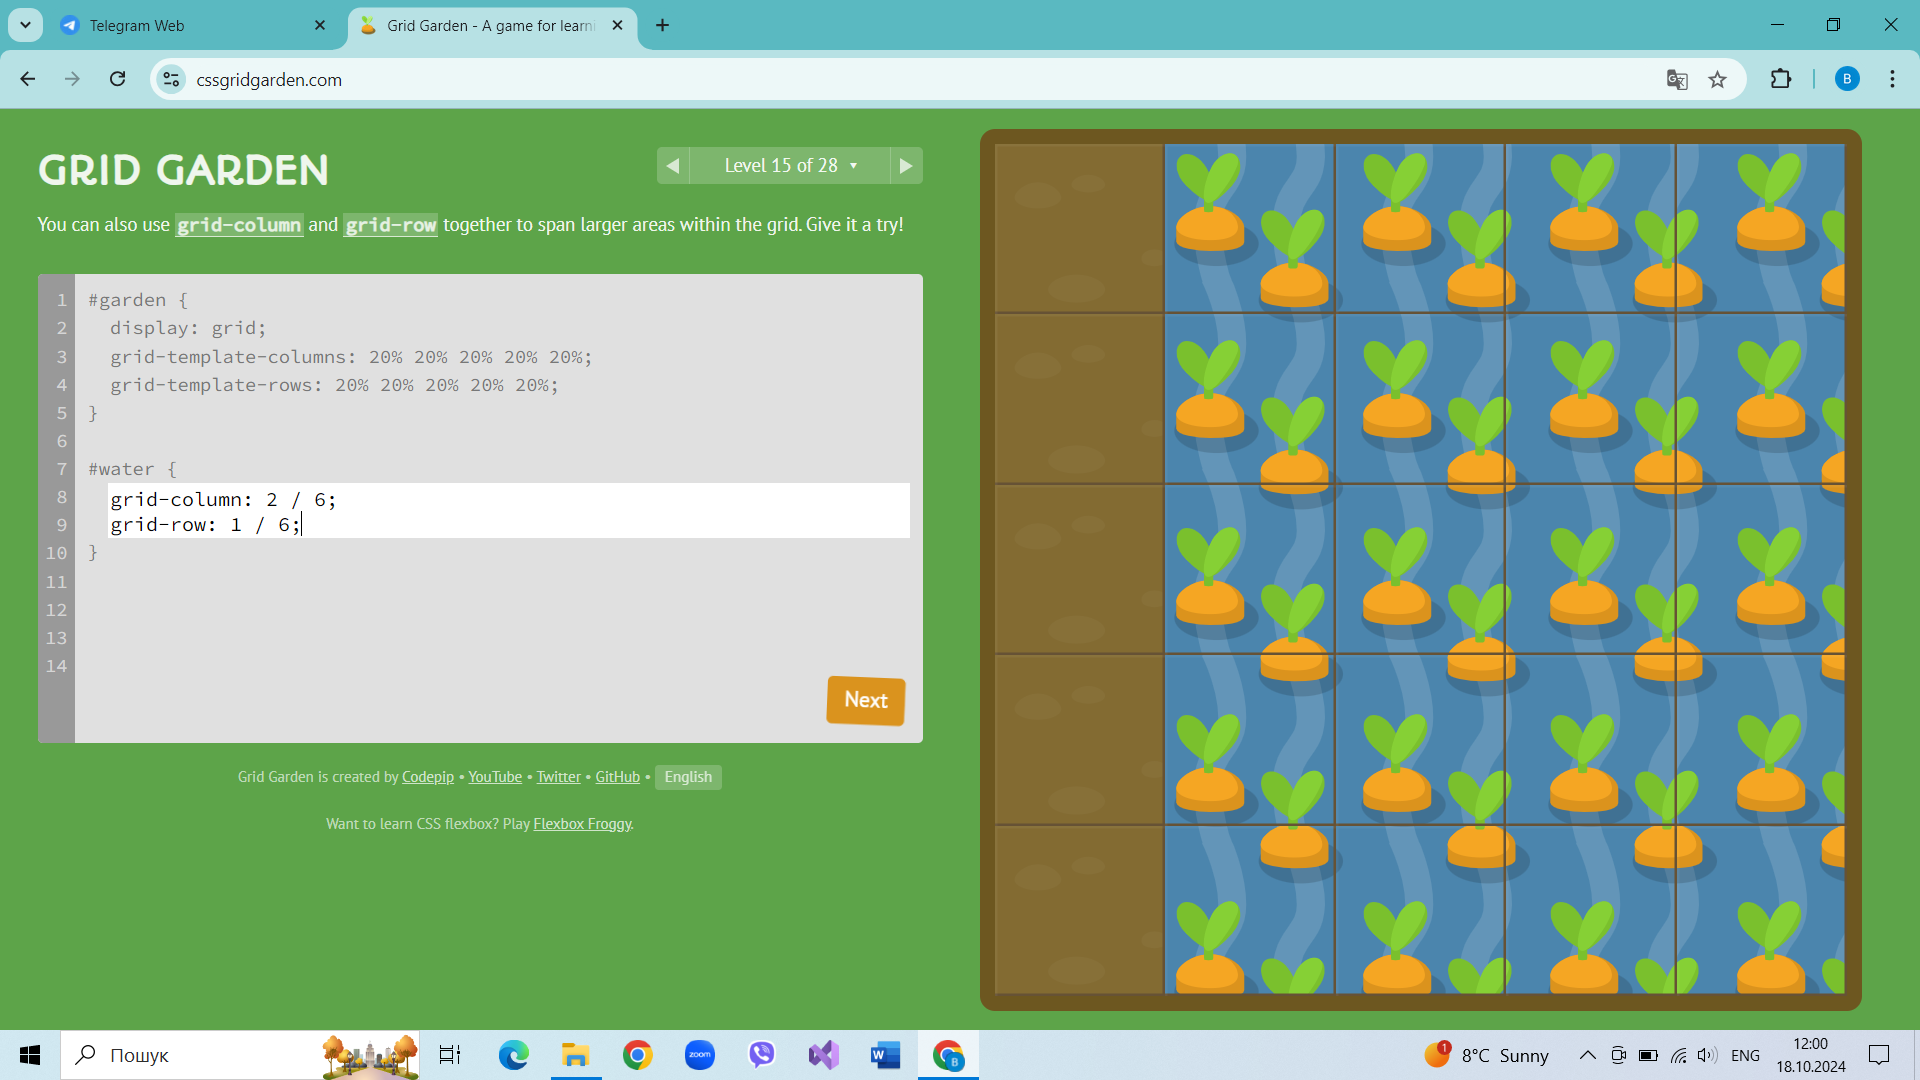 Telegram Web
Grid Garden - A game for learni
cssgridgarden.com
B
GRID GARDEN
Level 15 of 28
You can also use grid-column and grid-row together to span larger areas within the grid. Give it a try!
1 #garden {
2 display: grid;
3 grid-template-columns: 20% 20% 20% 20% 20%;
4 grid-template-rows: 20% 20% 20% 20% 20%;
5 }
6
7 #water {
8 grid-column: 2 / 6;
9 grid-row: 1 / 6;
10 }
11
12
13
14
Next
Grid Garden is created by Codepip • YouTube • Twitter • GitHub • English
Want to learn CSS flexbox? Play Flexbox Froggy.
Пошук
zoom
W
B
1
8°C Sunny
ENG
12:00
18.10.2024